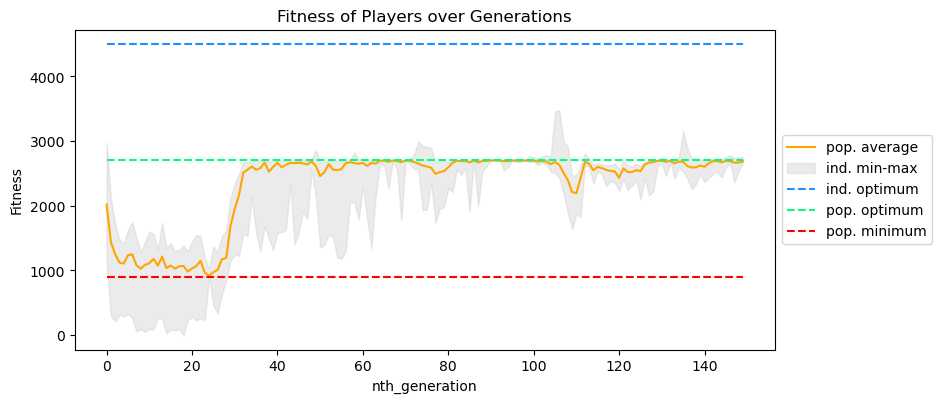 Fitness of Players over Generations
Fitness
4000
3000
2000
1000
0
0
20
40
60
80
100
120
140
nth_generation
pop. average
ind. min-max
ind. optimum
pop. optimum
pop. minimum